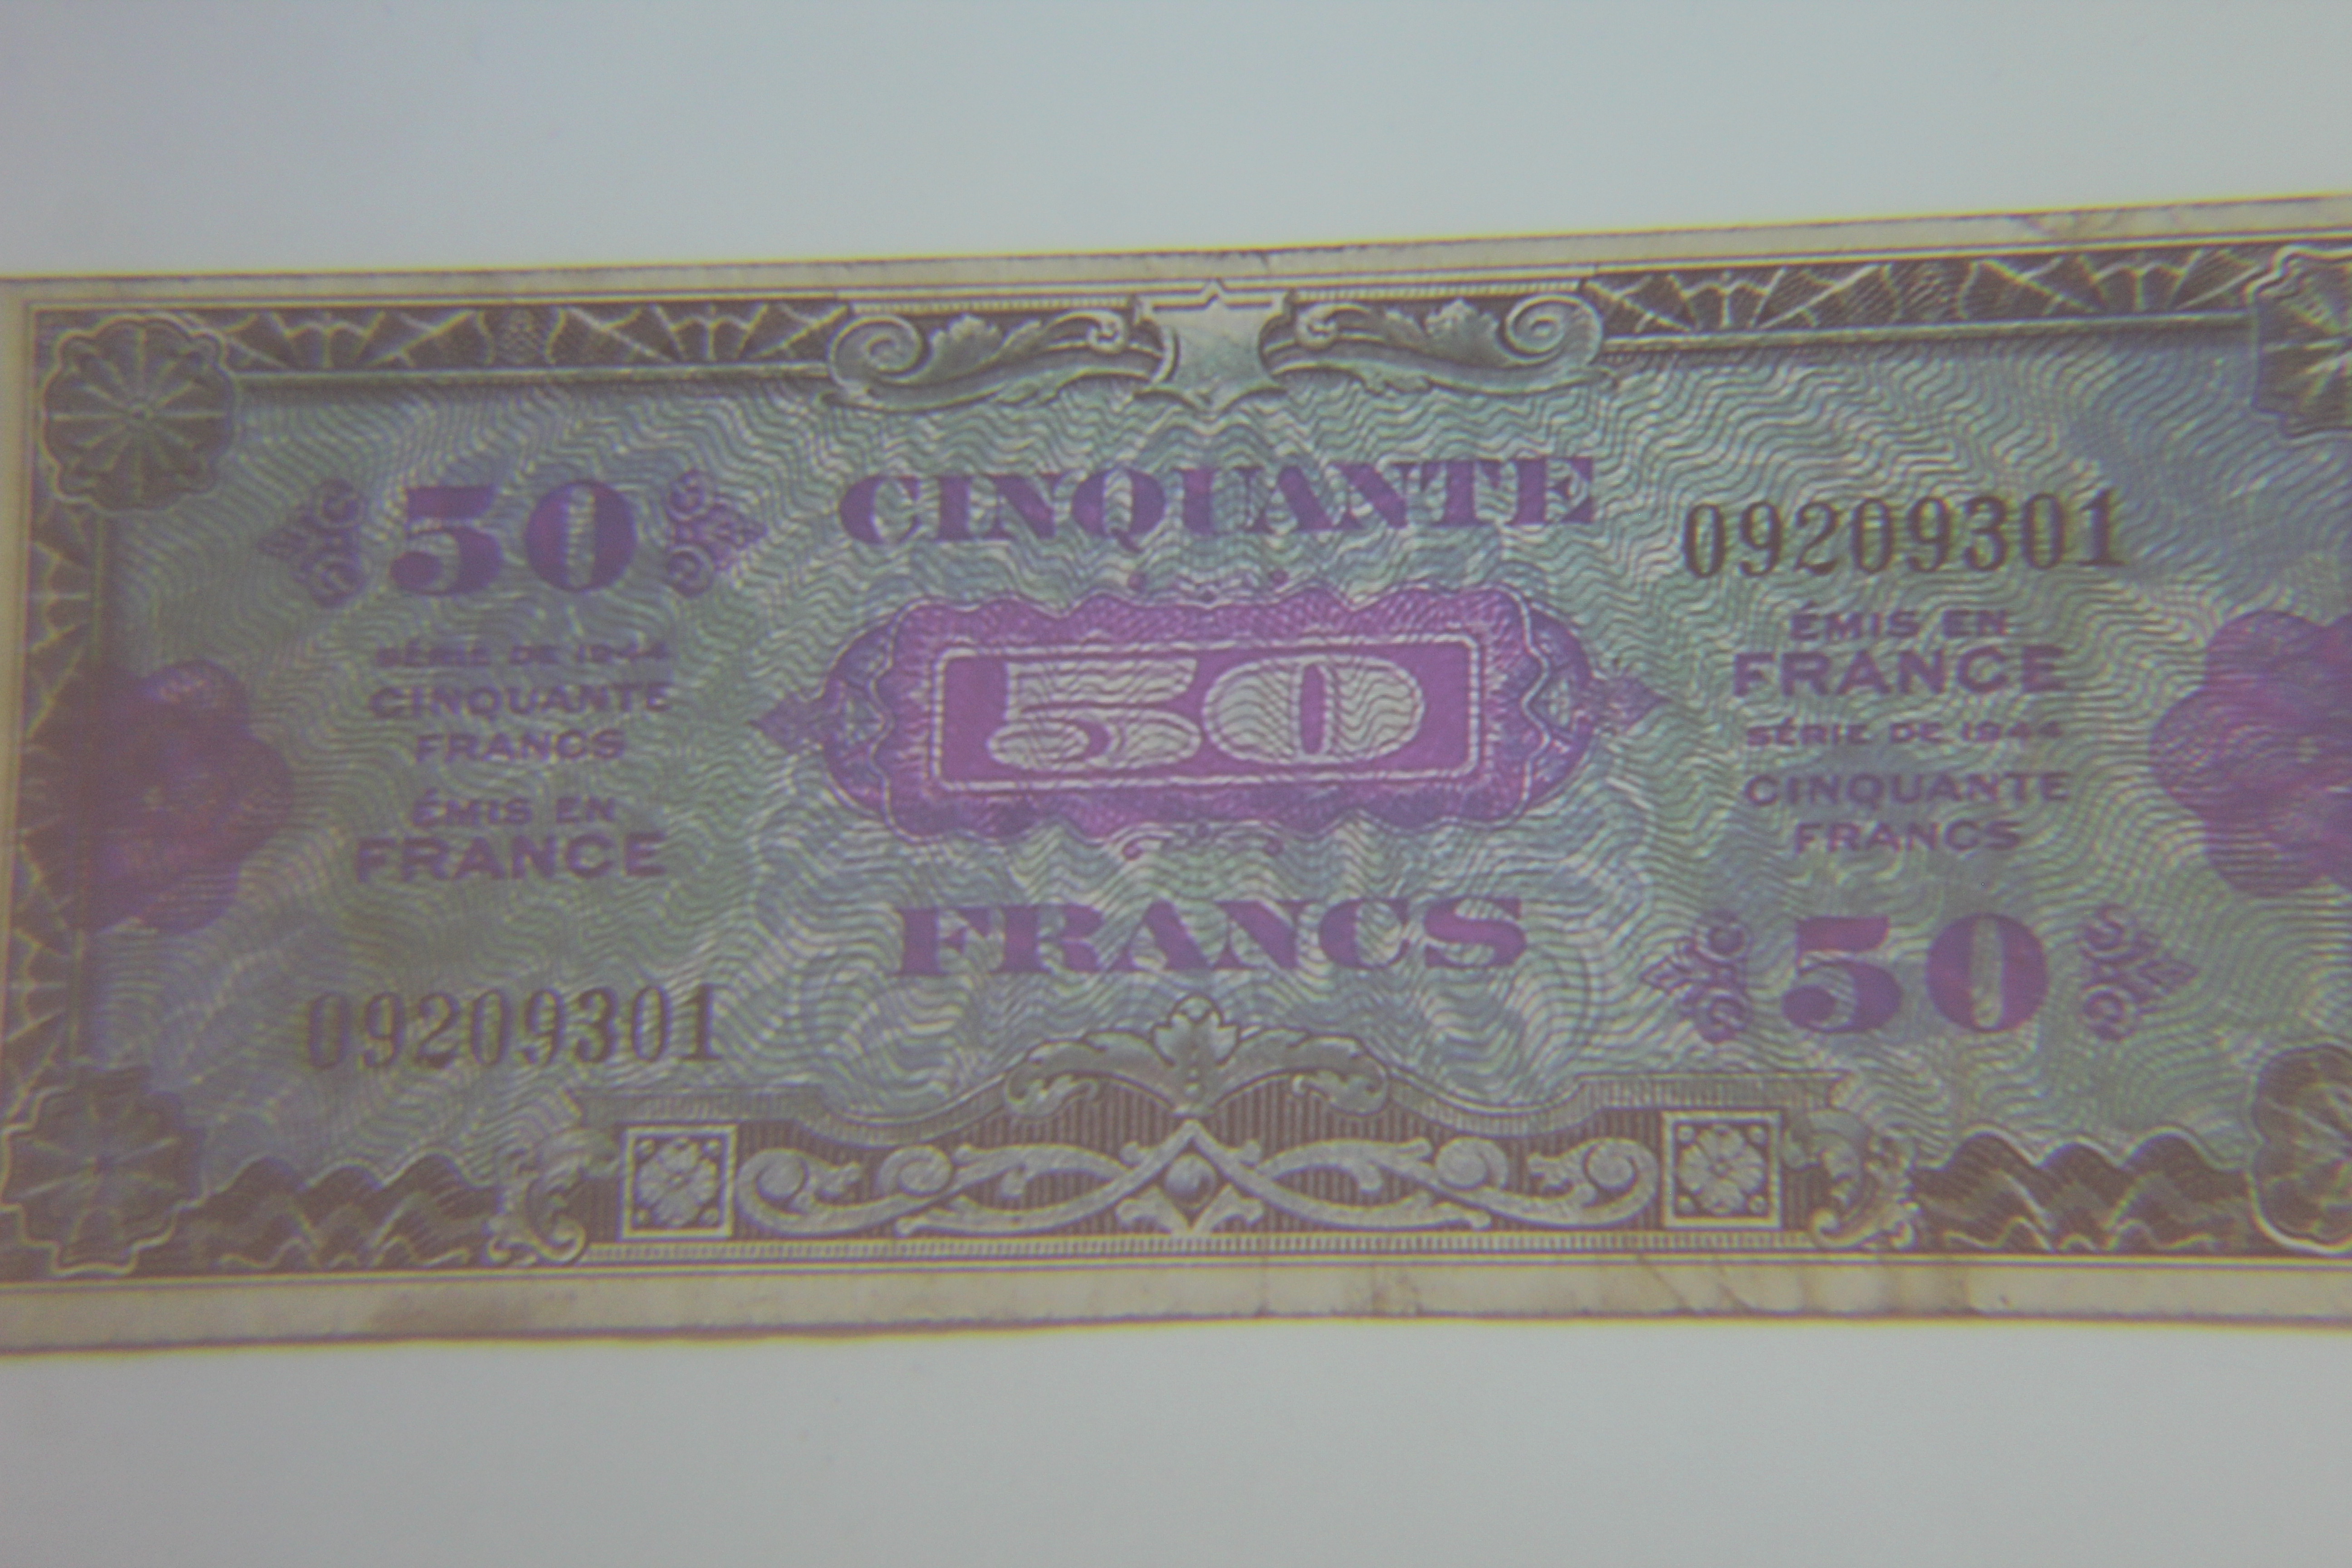 50
SÉRIE DE 1944
CINQUANTE
FRANCS
ÉMIS EN
FRANCE
09209301
CINQUANTE
50
FRANCS
09209301
ÉMIS EN
FRANCE
SÉRIE DE 1944
CINQUANTE
FRANCS
50